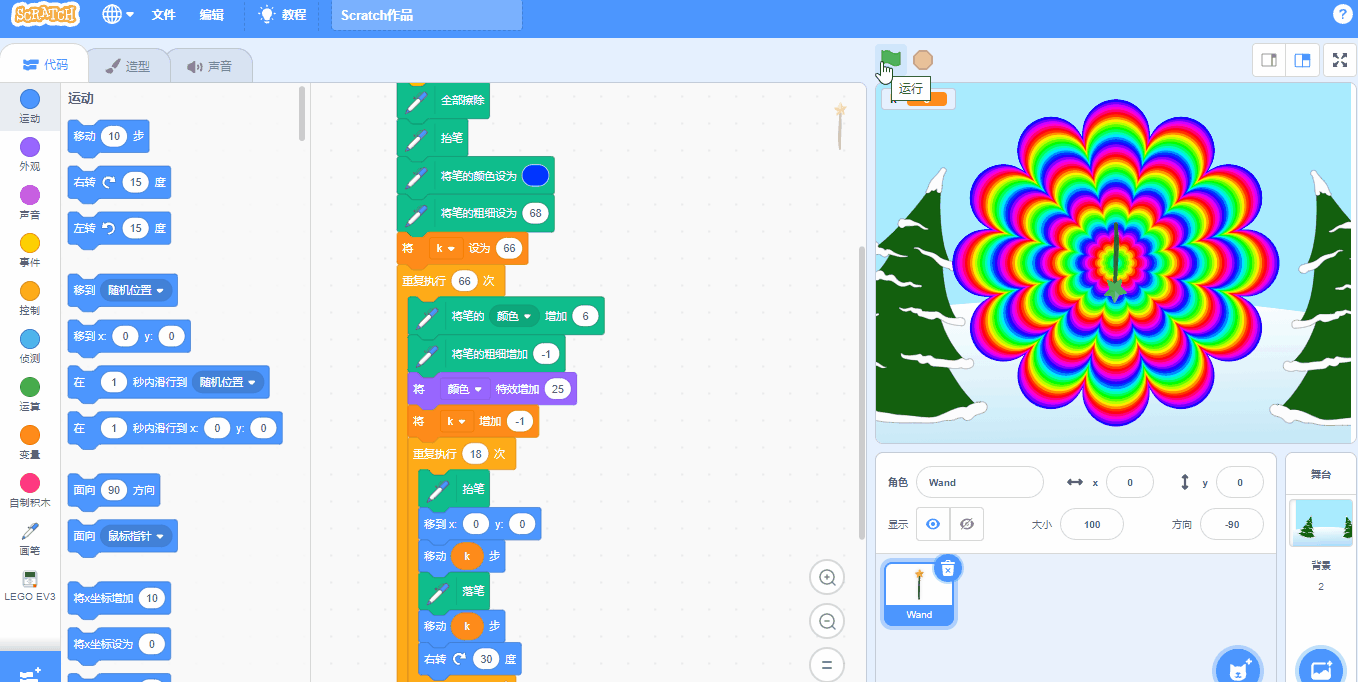 SCRATCH
文件
编辑
教程
Scratch作品
?
代码
造型
声音
运行
运动
外观
声音
事件
控制
侦测
运算
变量
自制积木
画笔
LEGO EV3
运动
移动 10 步
右转 15 度
左转 15 度
移到 随机位置
移到 x: 0 y: 0
在 1 秒内滑行到 随机位置
在 1 秒内滑行到 x: 0 y: 0
面向 90 方向
面向 鼠标指针
将x坐标增加 10
将x坐标设为 0
全部擦除
抬笔
将笔的颜色设为
将笔的粗细设为 68
将 k 设为 66
重复执行 66 次
将笔的 颜色 增加 6
将笔的粗细增加 -1
将 颜色 特效增加 25
将 k 增加 -1
重复执行 18 次
抬笔
移到 x: 0 y: 0
移动 k 步
落笔
移动 k 步
右转 30 度
角色 Wand x 0 y 0
显示 大小 100 方向 -90
Wand
舞台
背景
2